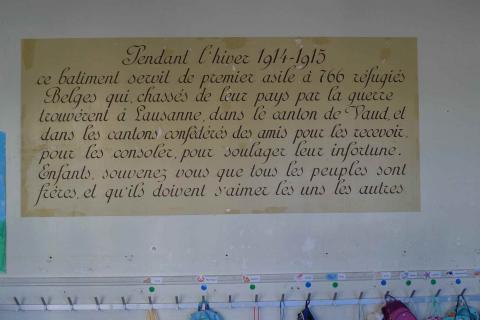 Pendant l'hiver 1914-1915
ce batiment servit de premier asile à 766 réfugiés
Belges qui, chassés de leur pays par la guerre
trouvèrent à Lausanne, dans le canton de Vaud, et
dans les cantons confédérés des amis pour les recevoir,
pour les consoler, pour soulager leur infortune.
Enfants, souvenez vous que tous les peuples sont
frères, et qu'ils doivent s'aimer les uns les autres